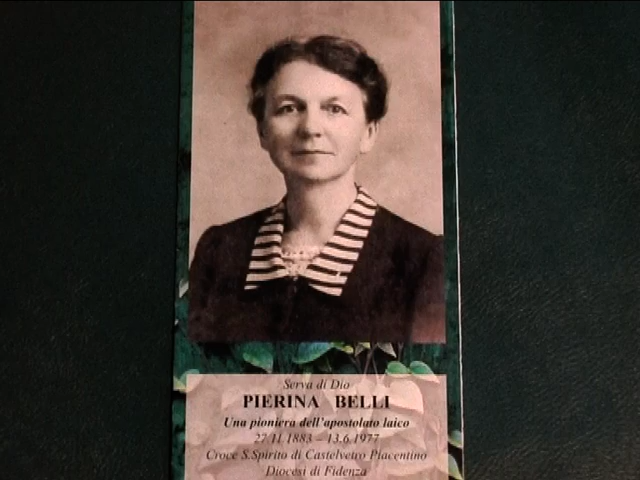 Serva di Dio
PIERINA BELLI
Una pioniera dell'apostolato laico
27.11.1883 – 13.6.1977
Croce S.Spirito di Castelvetro Piacentino
Diocesi di Fidenza